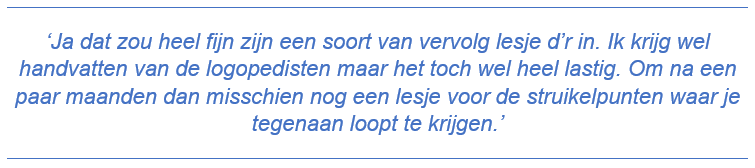 ‘Ja dat zou heel fijn zijn een soort van vervolg lesje d’r in. Ik krijg wel
handvatten van de logopedisten maar het toch wel heel lastig. Om na een
paar maanden dan misschien nog een lesje voor de struikelpunten waar je
tegenaan loopt te krijgen.’